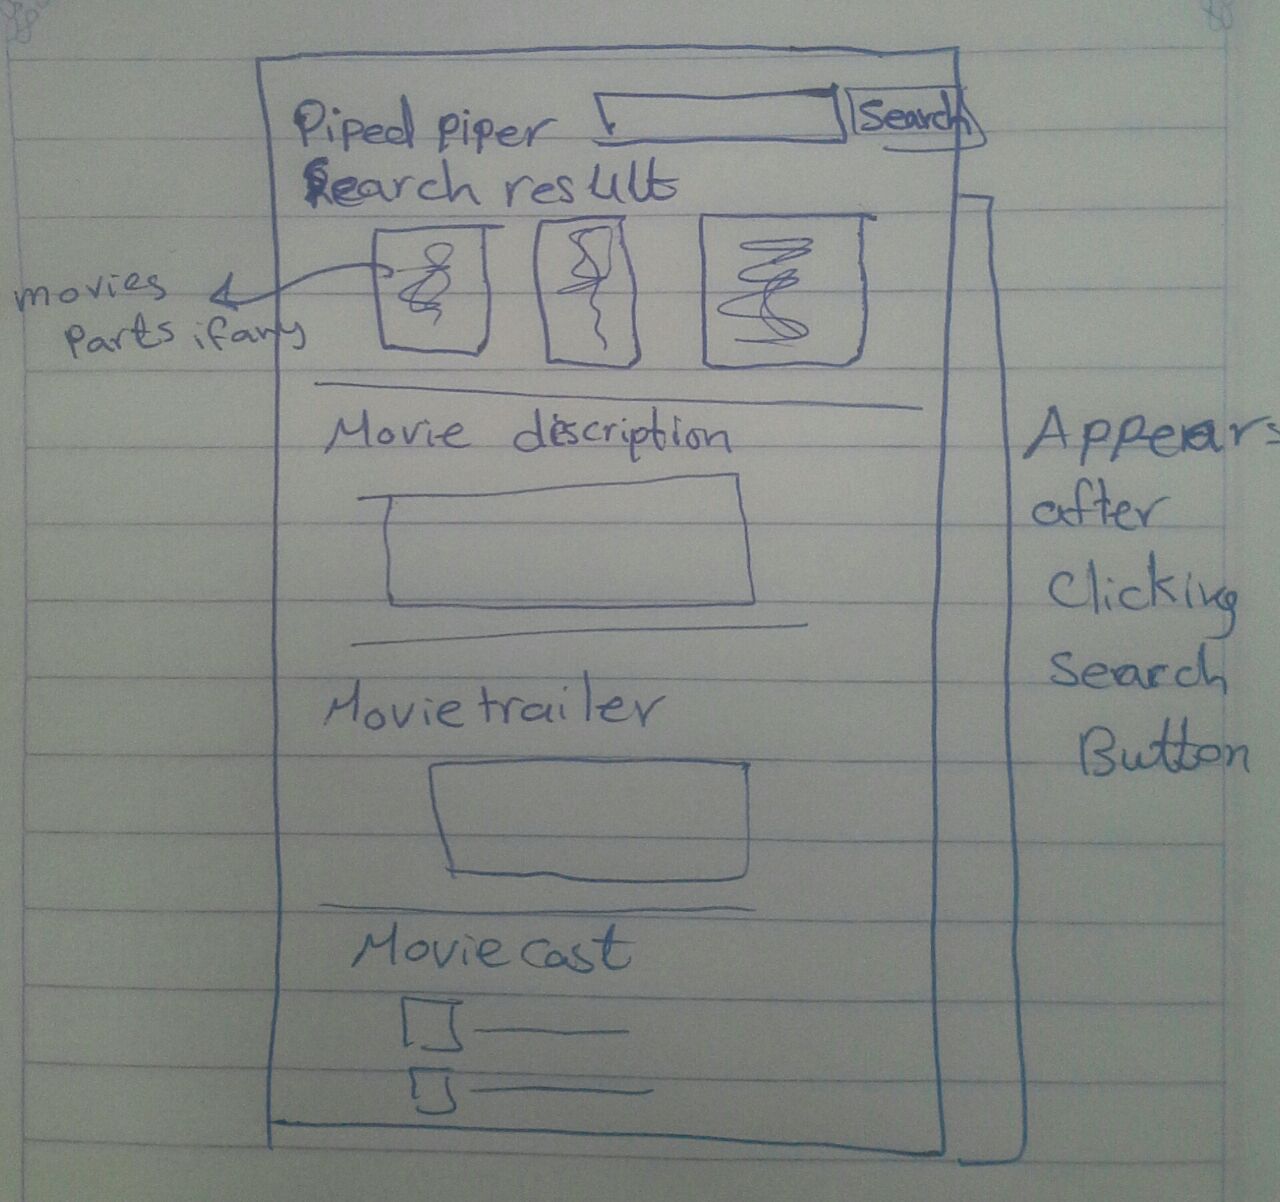 Piped piper
Search
Search result
movies
parts if any
Movie description
Movie trailer
Movie cast
Appears
after
Clicking
Search
Button